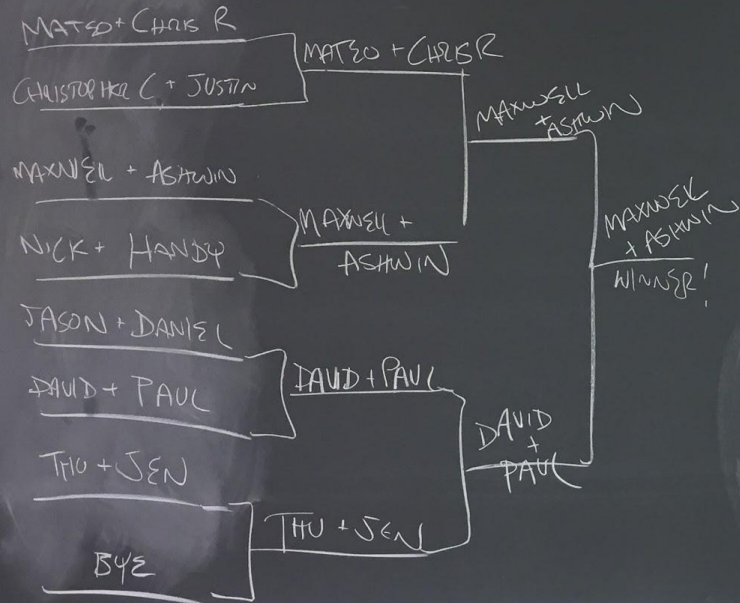 MATEO + CHRIS R
CHRISTOPHER C + JUSTIN
MAXWELL + ASHWIN
NICK + HANDY
JASON + DANIEL
DAVID + PAUL
THU + JEN
BYE
MATEO + CHRIS R
MAXWELL +
ASHWIN
DAVID + PAUL
THU + JEN
MAXWELL
+ ASHWIN
DAVID
+
PAUL
MAXWELL
+ ASHWIN
WINNER!